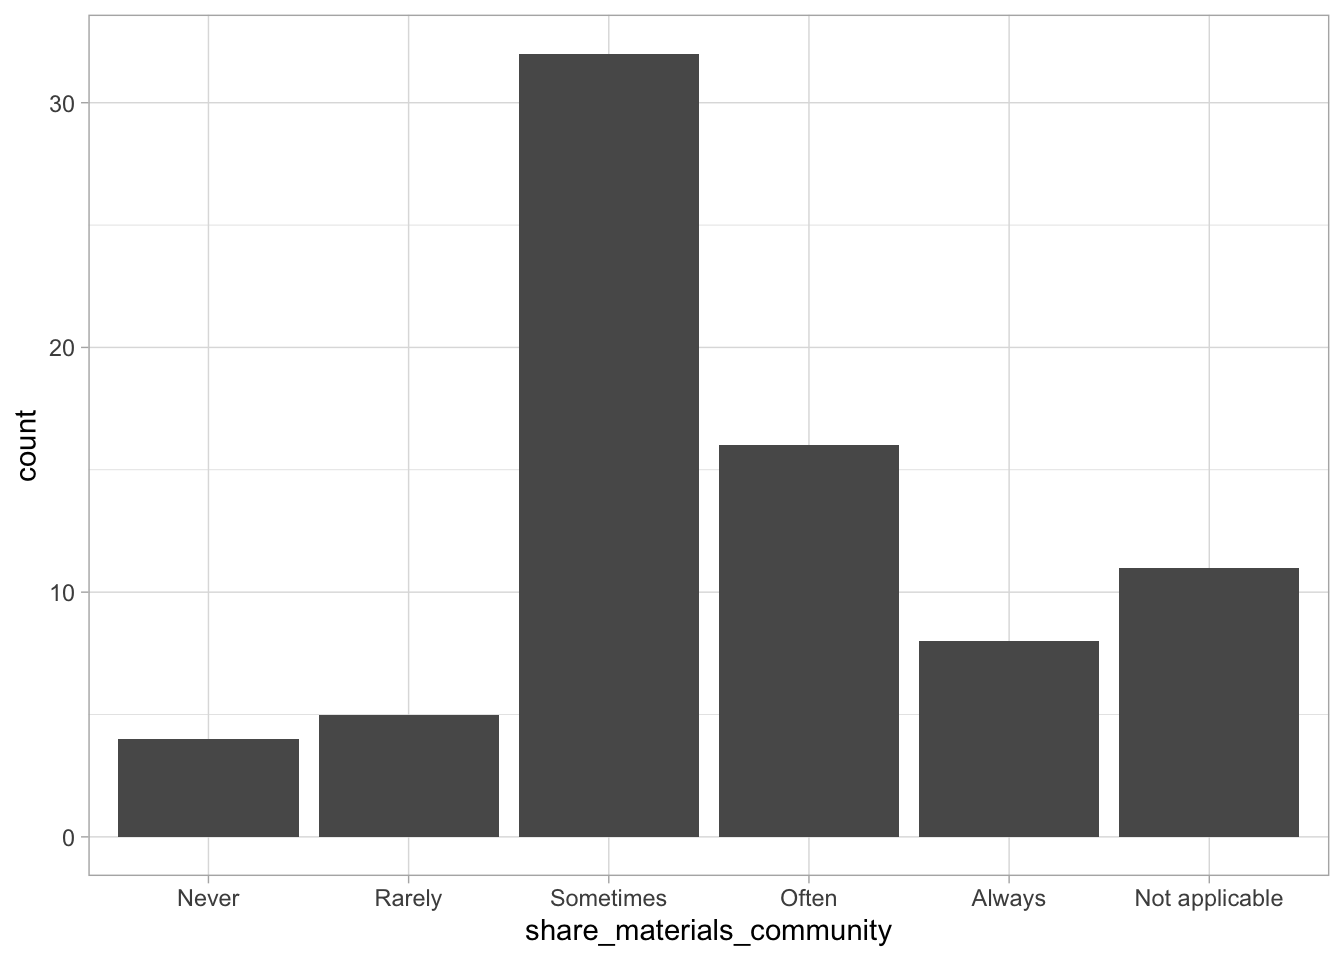 count
30
20
10
0
Never Rarely Sometimes Often Always Not applicable
share_materials_community